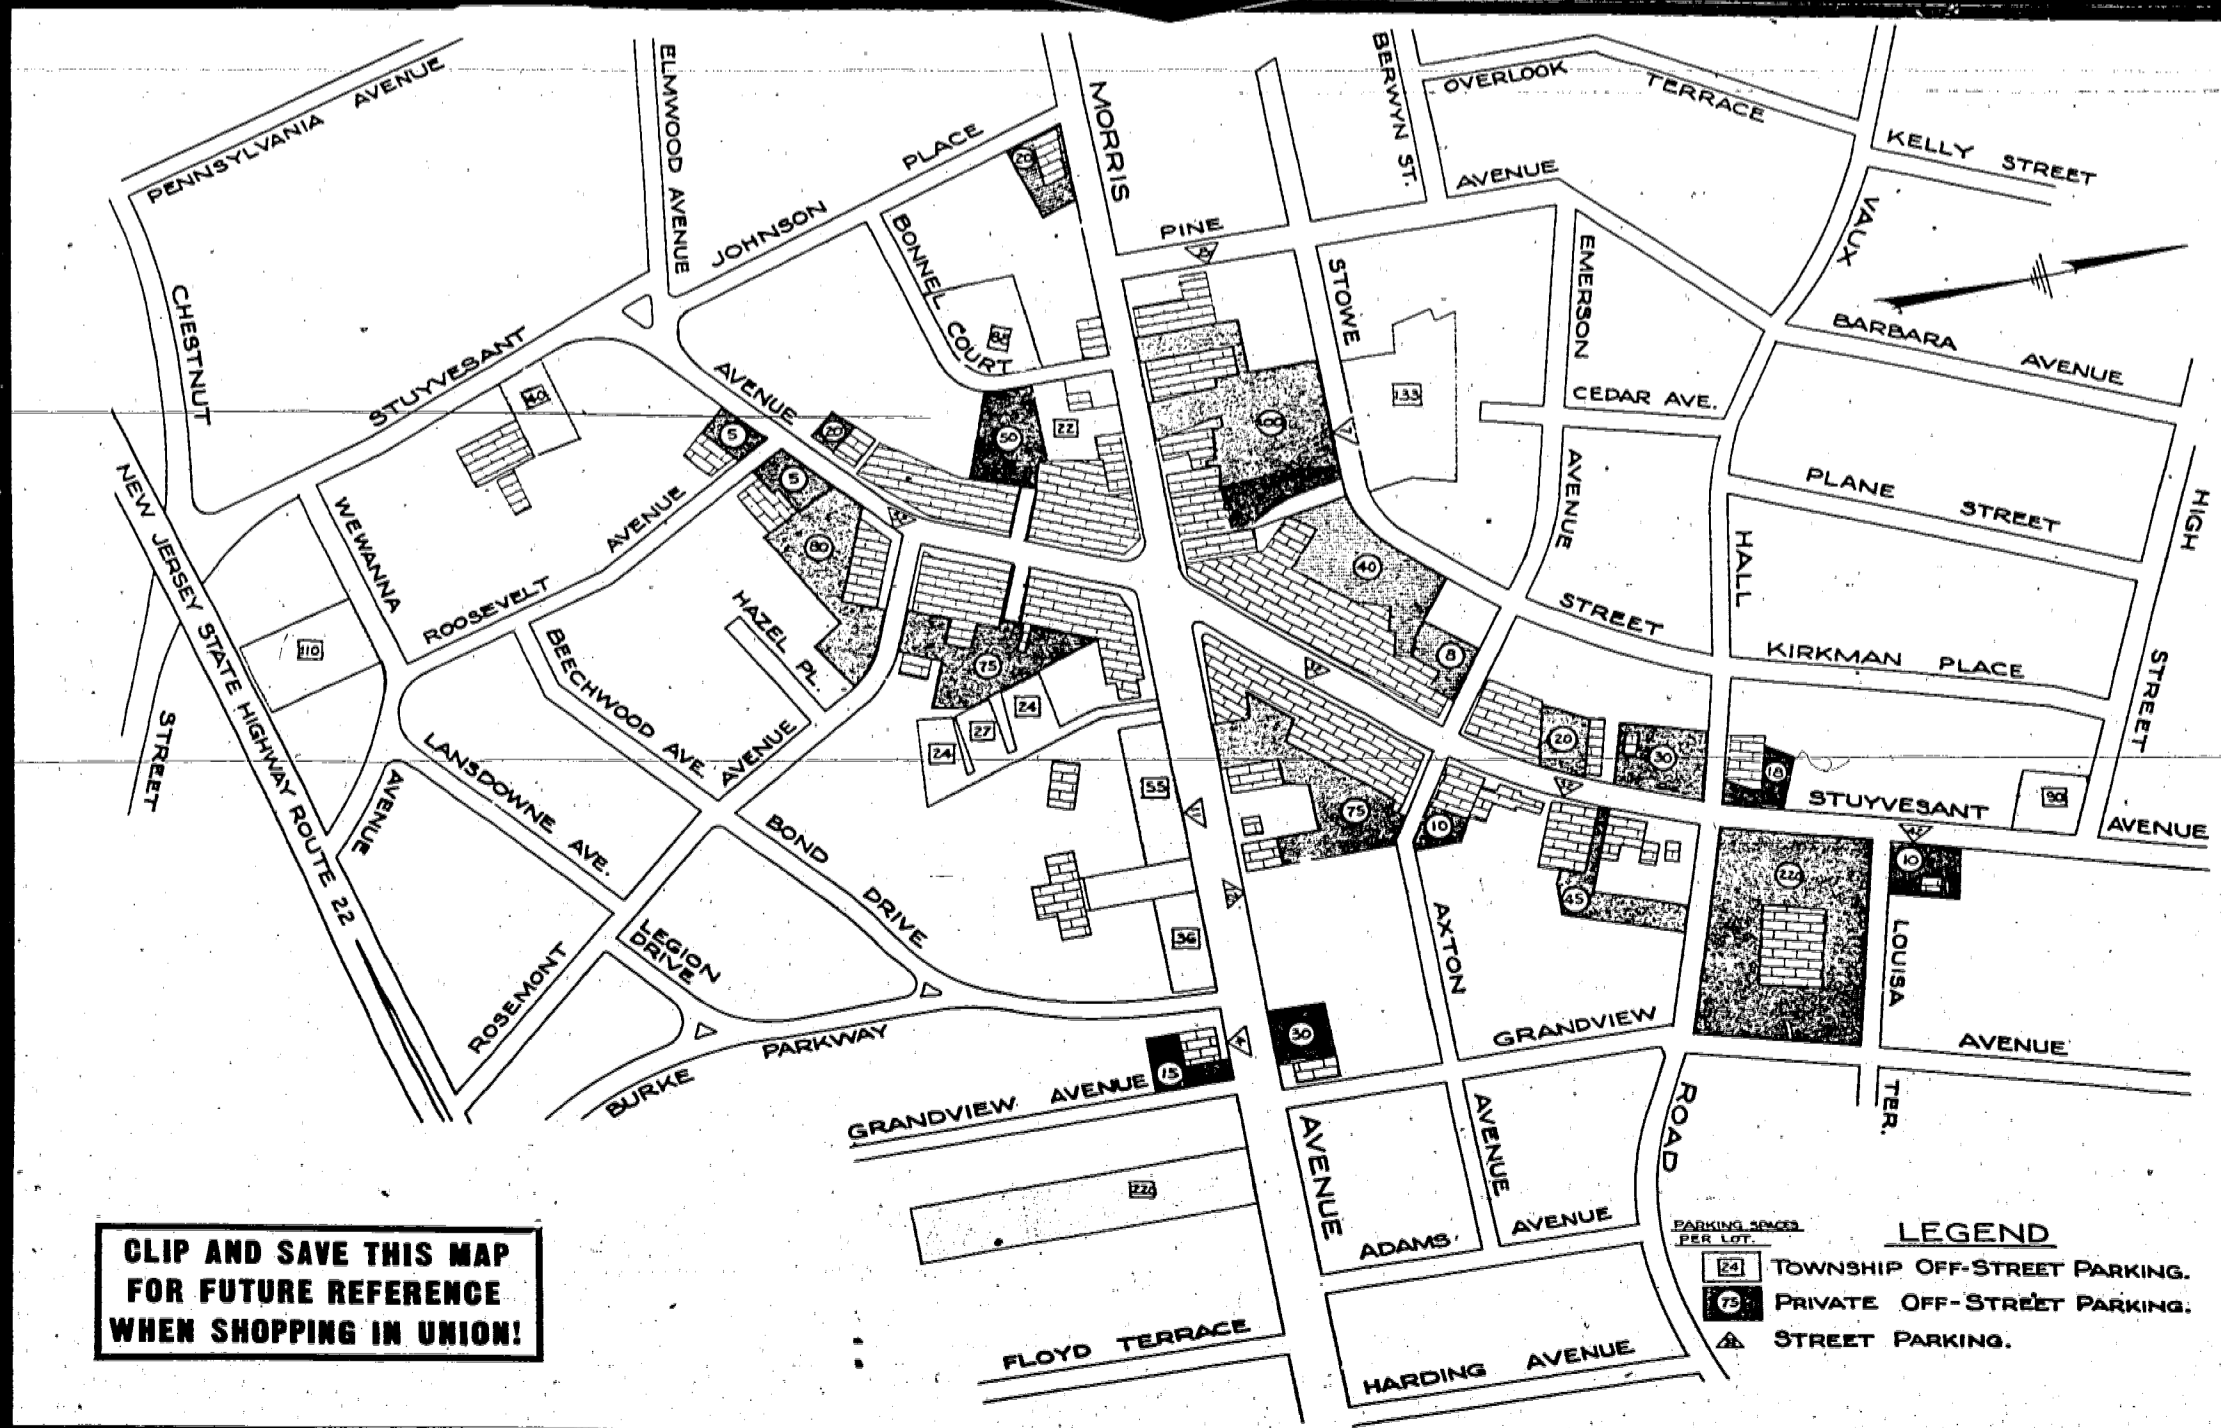 PENNSYLVANIA AVENUE
ELMWOOD AVENUE
JOHNSON PLACE
MORRIS
BERWYN ST.
OVERLOOK TERRACE
KELLY STREET
PINE AVENUE
VAUX
BONNEL COURT
STOWE
EMERSON
CEDAR AVE.
BARBARA AVENUE
CHESTNUT
STUYVESANT
AVENUE
20
88
40
133
5
20
50
22
100
PLANE STREET
HIGH
AVENUE
HALL
NEW JERSEY STATE HIGHWAY ROUTE 22
WEWANNA
ROOSEVELT AVENUE
5
80
40
HAZEL PL.
STREET
KIRKMAN PLACE
STREET
110
BEECHWOOD AVE.
AVENUE
75
8
24
27
24
20
30
18
STUYVESANT
90
AVENUE
STREET
LANSDOWNE AVE.
AVENUE
55
75
10
BOND DRIVE
45
220
10
LEGION
DRIVE
ROSEMONT
36
AXTON
LOUISA
50
GRANDVIEW
AVENUE
PARKWAY
BURKE
GRANDVIEW AVENUE
15
TER.
ROAD
AVENUE
AVENUE
ADAMS AVENUE
FLOYD TERRACE
HARDING AVENUE
CLIP AND SAVE THIS MAP
FOR FUTURE REFERENCE
WHEN SHOPPING IN UNION!
PARKING SPACES
PER LOT.
LEGEND
24 TOWNSHIP OFF-STREET PARKING.
75 PRIVATE OFF-STREET PARKING.
STREET PARKING.